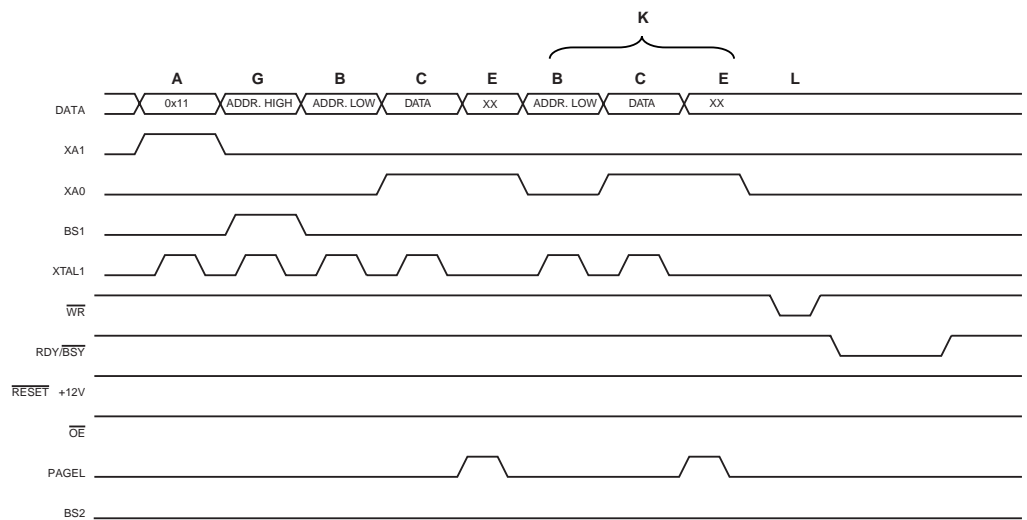 K
A G B C E B C E L
DATA 0x11 ADDR. HIGH ADDR. LOW DATA XX ADDR. LOW DATA XX
XA1
XA0
BS1
XTAL1
WR
RDY/BSY
RESET +12V
OE
PAGEL
BS2